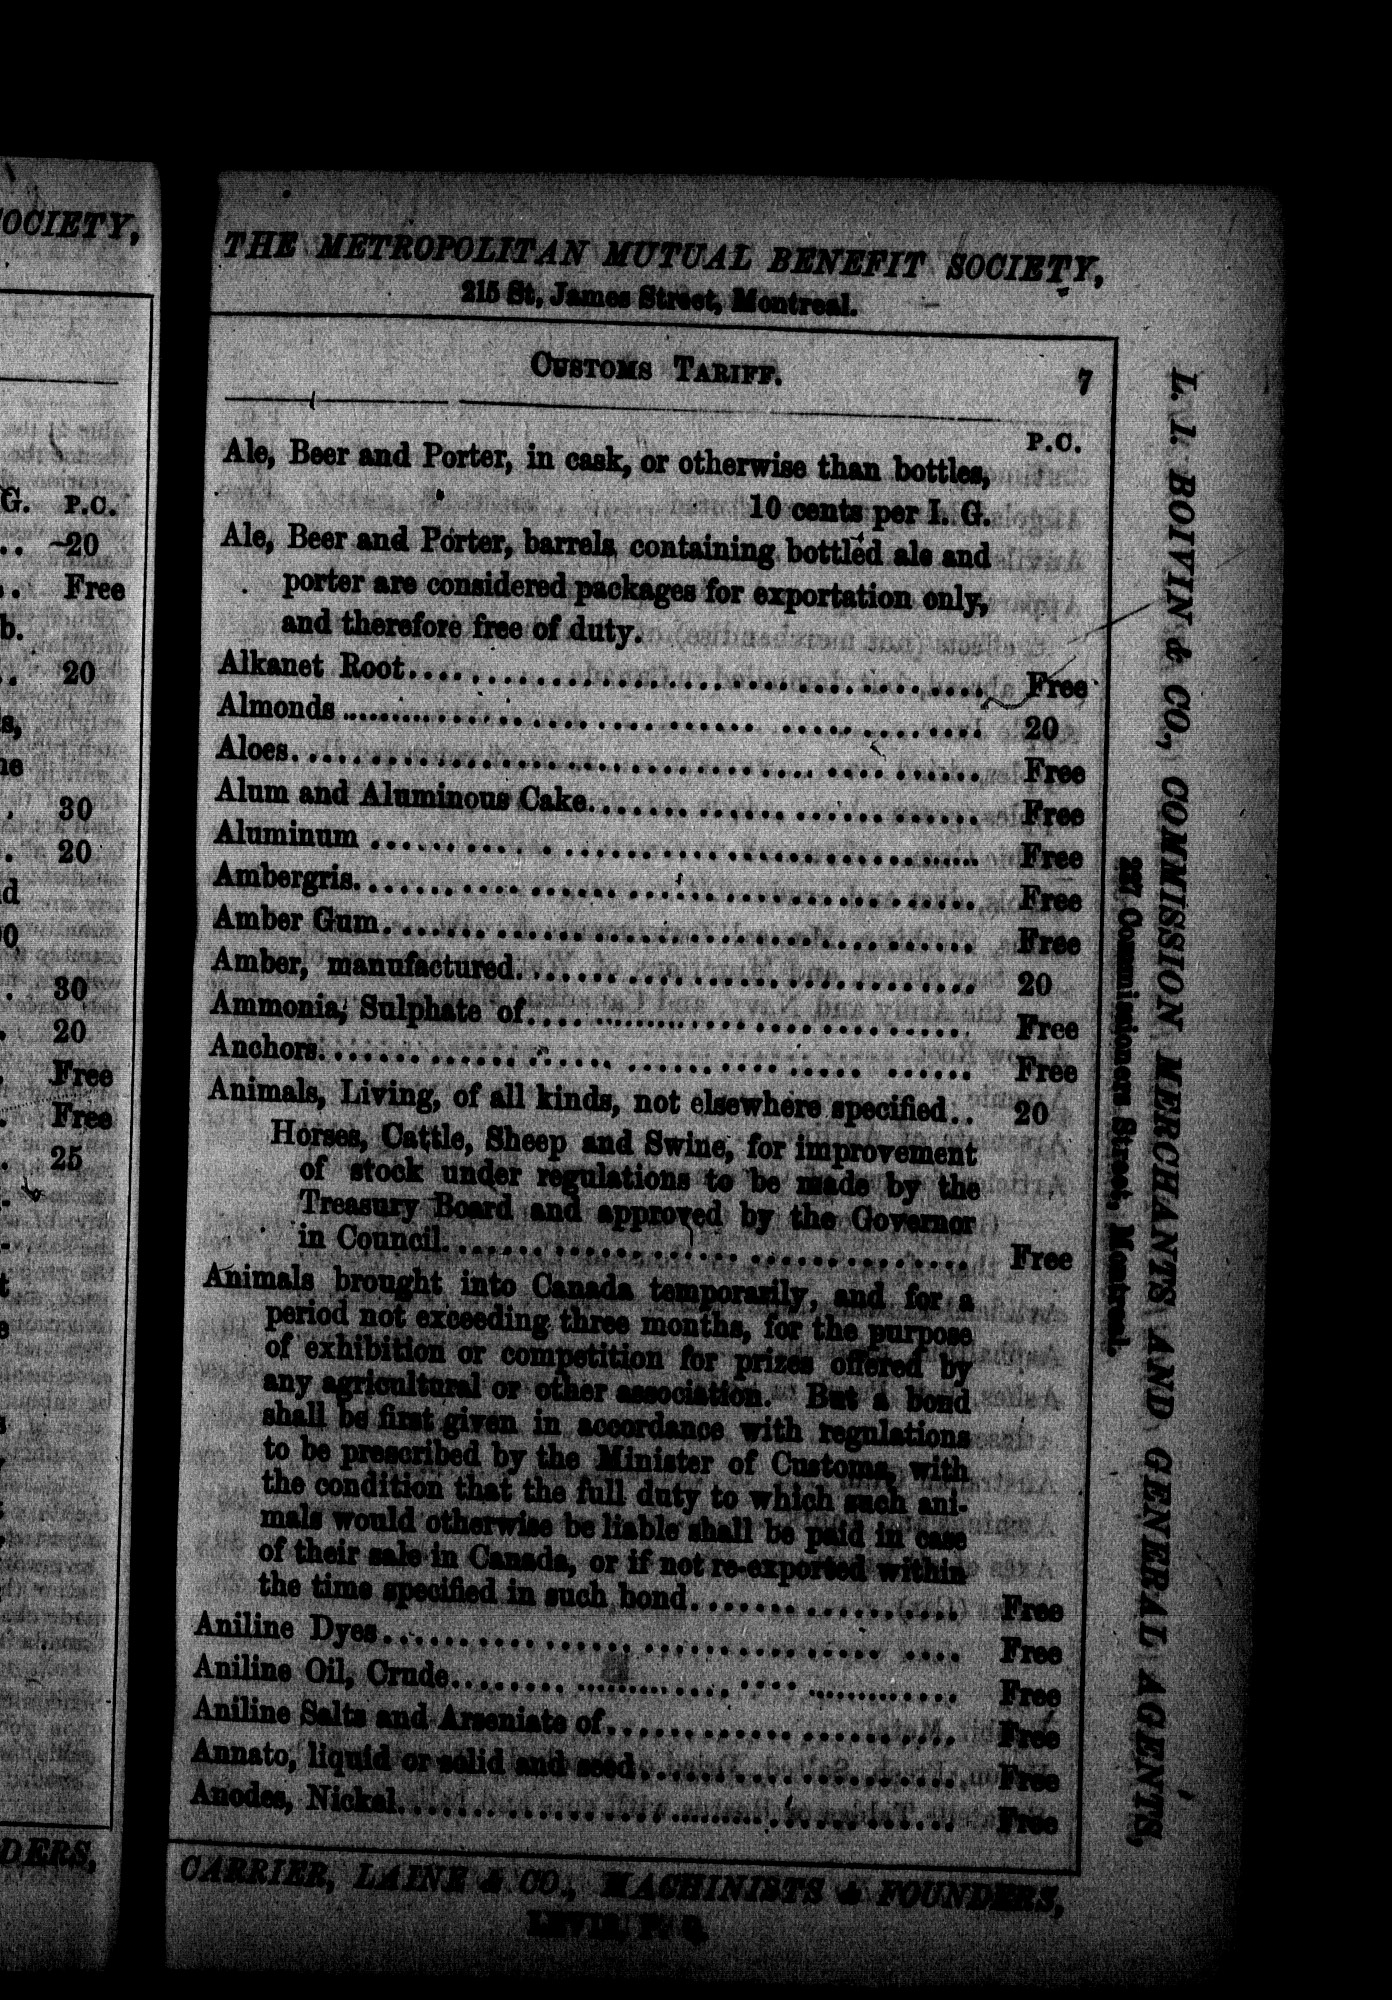 OCIETY,
G. P.C.
20
Free
b.
20
s,
ne
30
20
d
30
20
Free
Free
25
t
e
DERS,
THE METROPOLITAN MUTUAL BENEFIT SOCIETY,
215 St. James Street, Montreal.
CUSTOMS TARIFF. 7
P.C.
Ale, Beer and Porter, in cask, or otherwise than bottles,
10 cents per I. G.
Ale, Beer and Porter, barrels containing bottled ale and
porter are considered packages for exportation only,
and therefore free of duty.
Alkanet Root.................................. Free
Almonds.................................. 20
Aloes.................................. Free
Alum and Aluminous Cake.......................... Free
Aluminum.................................. Free
Ambergris.................................. Free
Amber Gum.................................. Free
Amber, manufactured.............................. 20
Ammonia, Sulphate of............................. Free
Anchors.................................. Free
Animals, Living, of all kinds, not elsewhere specified.. 20
Horses, Cattle, Sheep and Swine, for improvement
of stock under regulations to be made by the
Treasury Board and approved by the Governor
in Council.................................. Free
Animals brought into Canada temporarily, and for a
period not exceeding three months, for the purpose
of exhibition or competition for prizes offered by
any agricultural or other association. But a bond
shall be first given in accordance with regulations
to be prescribed by the Minister of Customs, with
the condition that the full duty to which such ani-
mals would otherwise be liable shall be paid in case
of their sale in Canada, or if not re-exported within
the time specified in such bond.................. Free
Aniline Dyes.................................. Free
Aniline Oil, Crude.............................. Free
Aniline Salts and Arseniate of.................... Free
Annato, liquid or solid and seed.................. Free
Anodes, Nickel.................................. Free
CARRIER, LAINE & CO., MACHINISTS & FOUNDERS,
LEVIS, P. Q.
L. I. BOIVIN & CO., COMMISSION MERCHANTS AND GENERAL AGENTS,
227 Commissioners Street, Montreal.